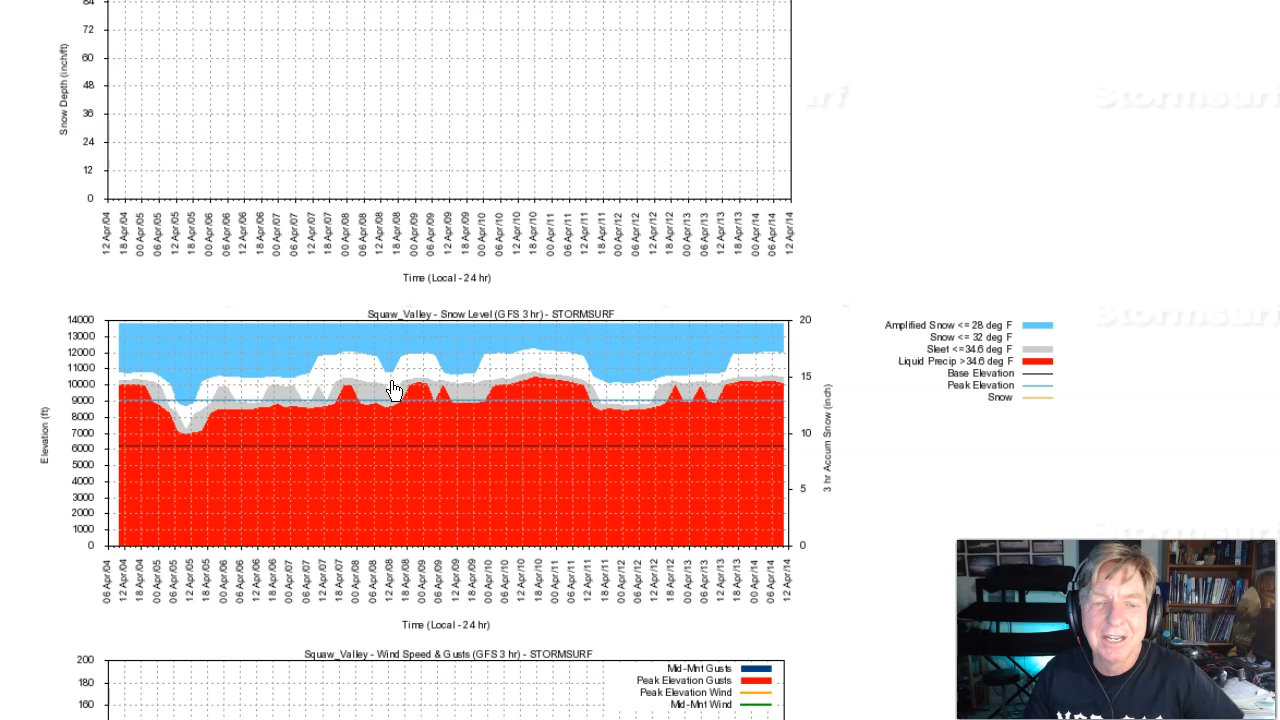 84
72
60
48
36
24
12
0
Snow Depth (inch/ft)
12 Apr/04
18 Apr/04
00 Apr/05
06 Apr/05
12 Apr/05
18 Apr/05
00 Apr/06
06 Apr/06
12 Apr/06
18 Apr/06
00 Apr/07
06 Apr/07
12 Apr/07
18 Apr/07
00 Apr/08
06 Apr/08
12 Apr/08
18 Apr/08
00 Apr/09
06 Apr/09
12 Apr/09
18 Apr/09
00 Apr/10
06 Apr/10
12 Apr/10
18 Apr/10
00 Apr/11
06 Apr/11
12 Apr/11
18 Apr/11
00 Apr/12
06 Apr/12
12 Apr/12
18 Apr/12
00 Apr/13
06 Apr/13
12 Apr/13
18 Apr/13
00 Apr/14
06 Apr/14
12 Apr/14
Time (Local - 24 hr)
Stormsurf
Squaw_Valley - Snow Level (GFS 3 hr) - STORMSURF
14000
13000
12000
11000
10000
9000
8000
7000
6000
5000
4000
3000
2000
1000
0
Elevation (ft)
20
15
10
5
0
3 hr Accum Snow (inch)
Amplified Snow <= 28 deg F
Snow <= 32 deg F
Sleet <=34.6 deg F
Liquid Precip >34.6 deg F
Base Elevation
Peak Elevation
Snow
Stormsurf
06 Apr/04
12 Apr/04
18 Apr/04
00 Apr/05
06 Apr/05
12 Apr/05
18 Apr/05
00 Apr/06
06 Apr/06
12 Apr/06
18 Apr/06
00 Apr/07
06 Apr/07
12 Apr/07
18 Apr/07
00 Apr/08
06 Apr/08
12 Apr/08
18 Apr/08
00 Apr/09
06 Apr/09
12 Apr/09
18 Apr/09
00 Apr/10
06 Apr/10
12 Apr/10
18 Apr/10
00 Apr/11
06 Apr/11
12 Apr/11
18 Apr/11
00 Apr/12
06 Apr/12
12 Apr/12
18 Apr/12
00 Apr/13
06 Apr/13
12 Apr/13
18 Apr/13
00 Apr/14
06 Apr/14
12 Apr/14
Time (Local - 24 hr)
Squaw_Valley - Wind Speed & Gusts (GFS 3 hr) - STORMSURF
200
180
160
Mid-Mnt Gusts
Peak Elevation Gusts
Peak Elevation Wind
Mid-Mnt Wind